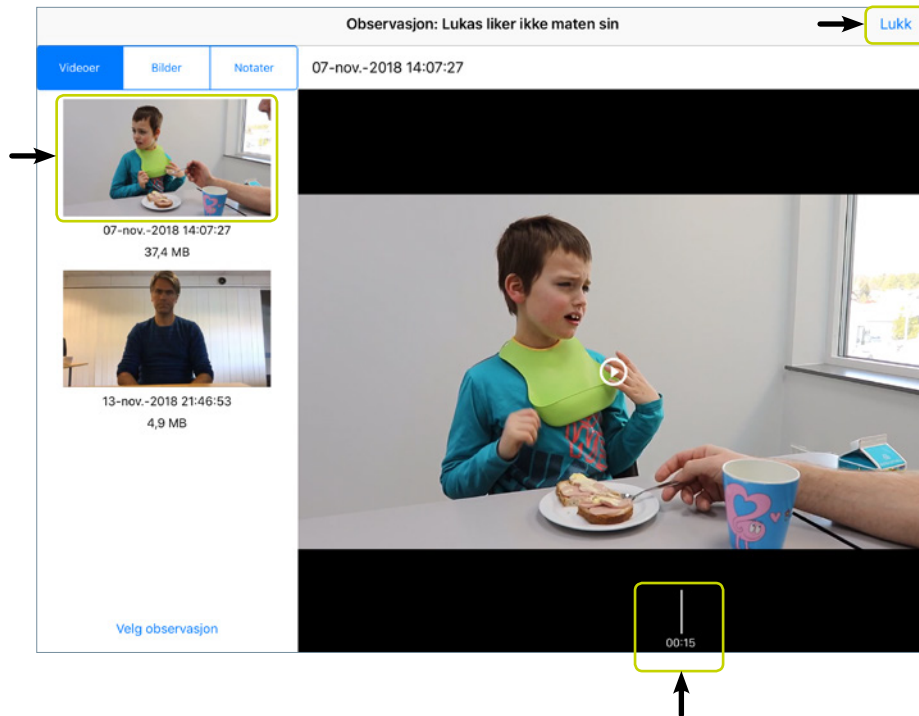 Observasjon: Lukas liker ikke maten sin
Lukk
Videoer
Bilder
Notater
07-nov.-2018 14:07:27
07-nov.-2018 14:07:27
37,4 MB
13-nov.-2018 21:46:53
4,9 MB
Velg observasjon
00:15